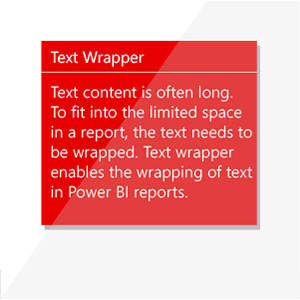 Text Wrapper
Text content is often long.
To fit into the limited space
in a report, the text needs to
be wrapped. Text wrapper
enables the wrapping of text
in Power BI reports.